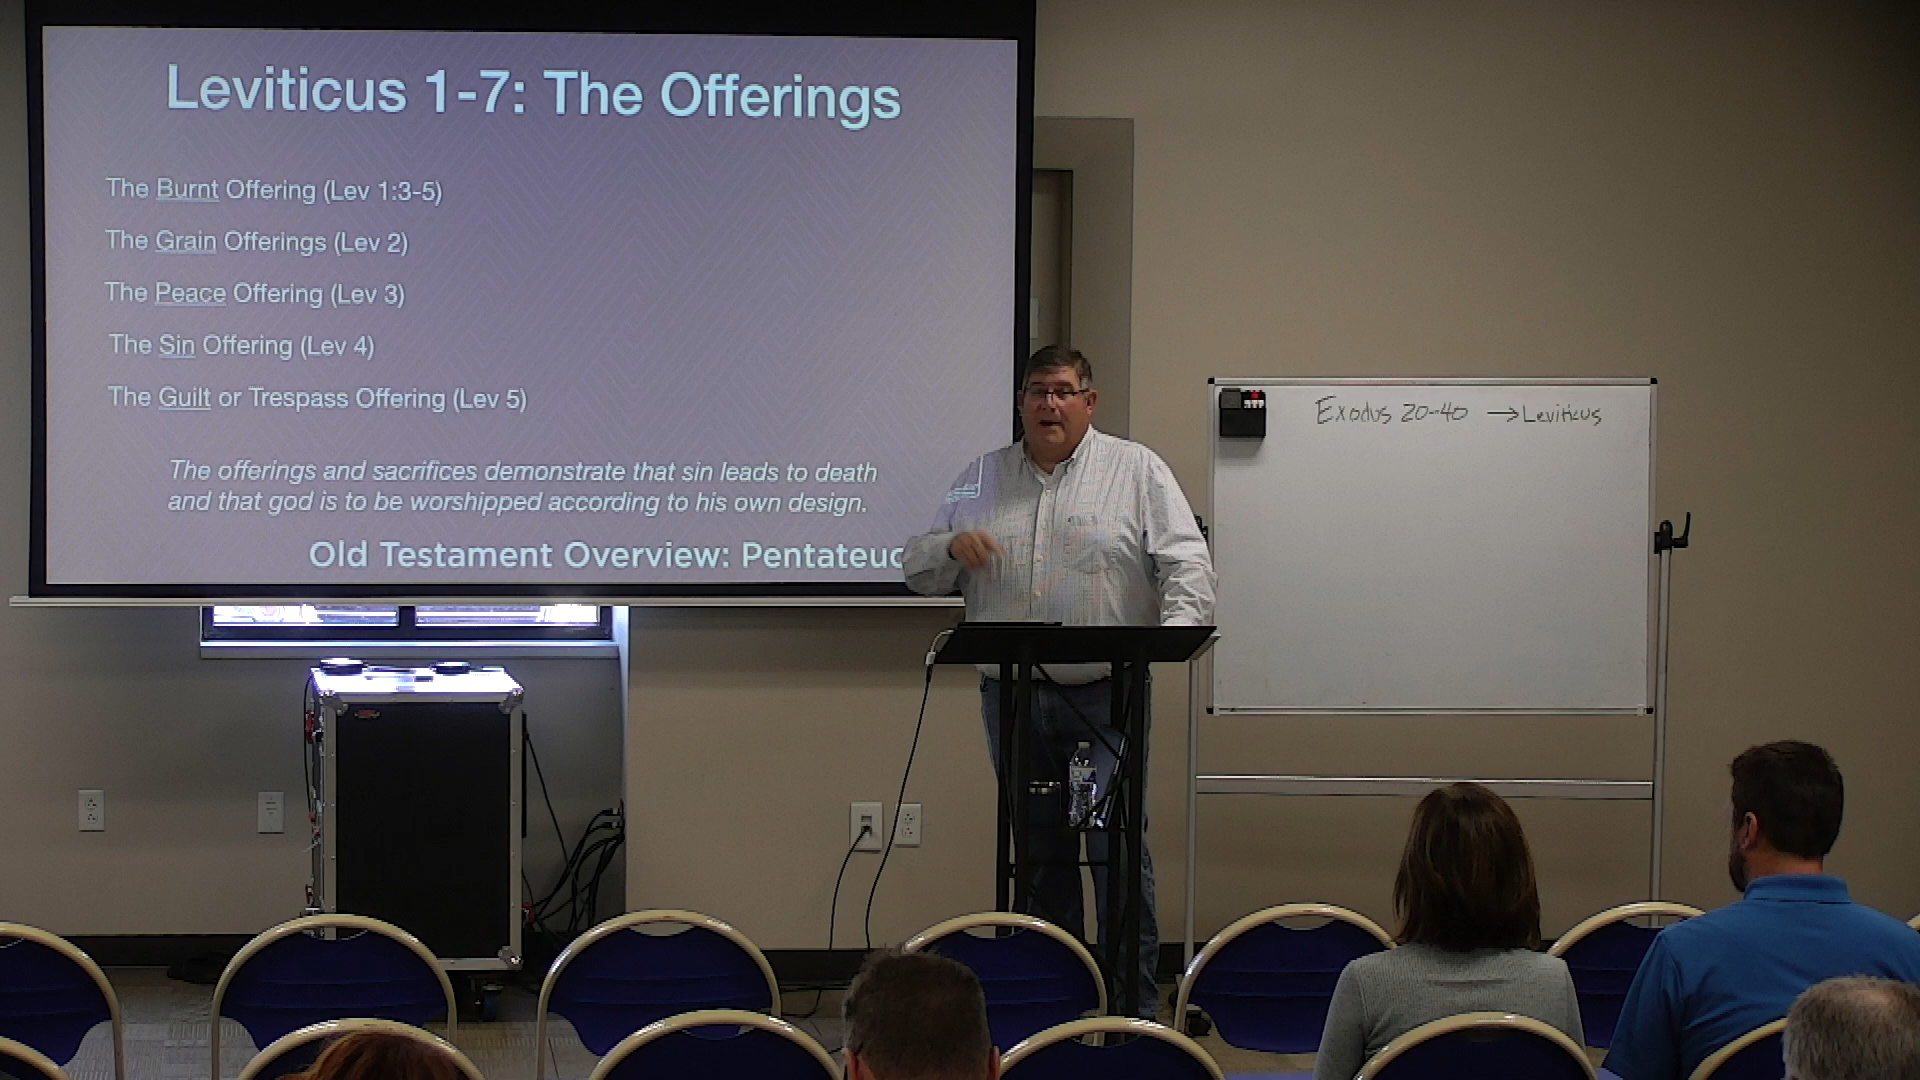 Leviticus 1-7: The Offerings
The Burnt Offering (Lev 1:3-5)
The Grain Offerings (Lev 2)
The Peace Offering (Lev 3)
The Sin Offering (Lev 4)
The Guilt or Trespass Offering (Lev 5)
The offerings and sacrifices demonstrate that sin leads to death
and that god is to be worshipped according to his own design.
Old Testament Overview: Pentateuc
Exodus 20-40 → Leviticus